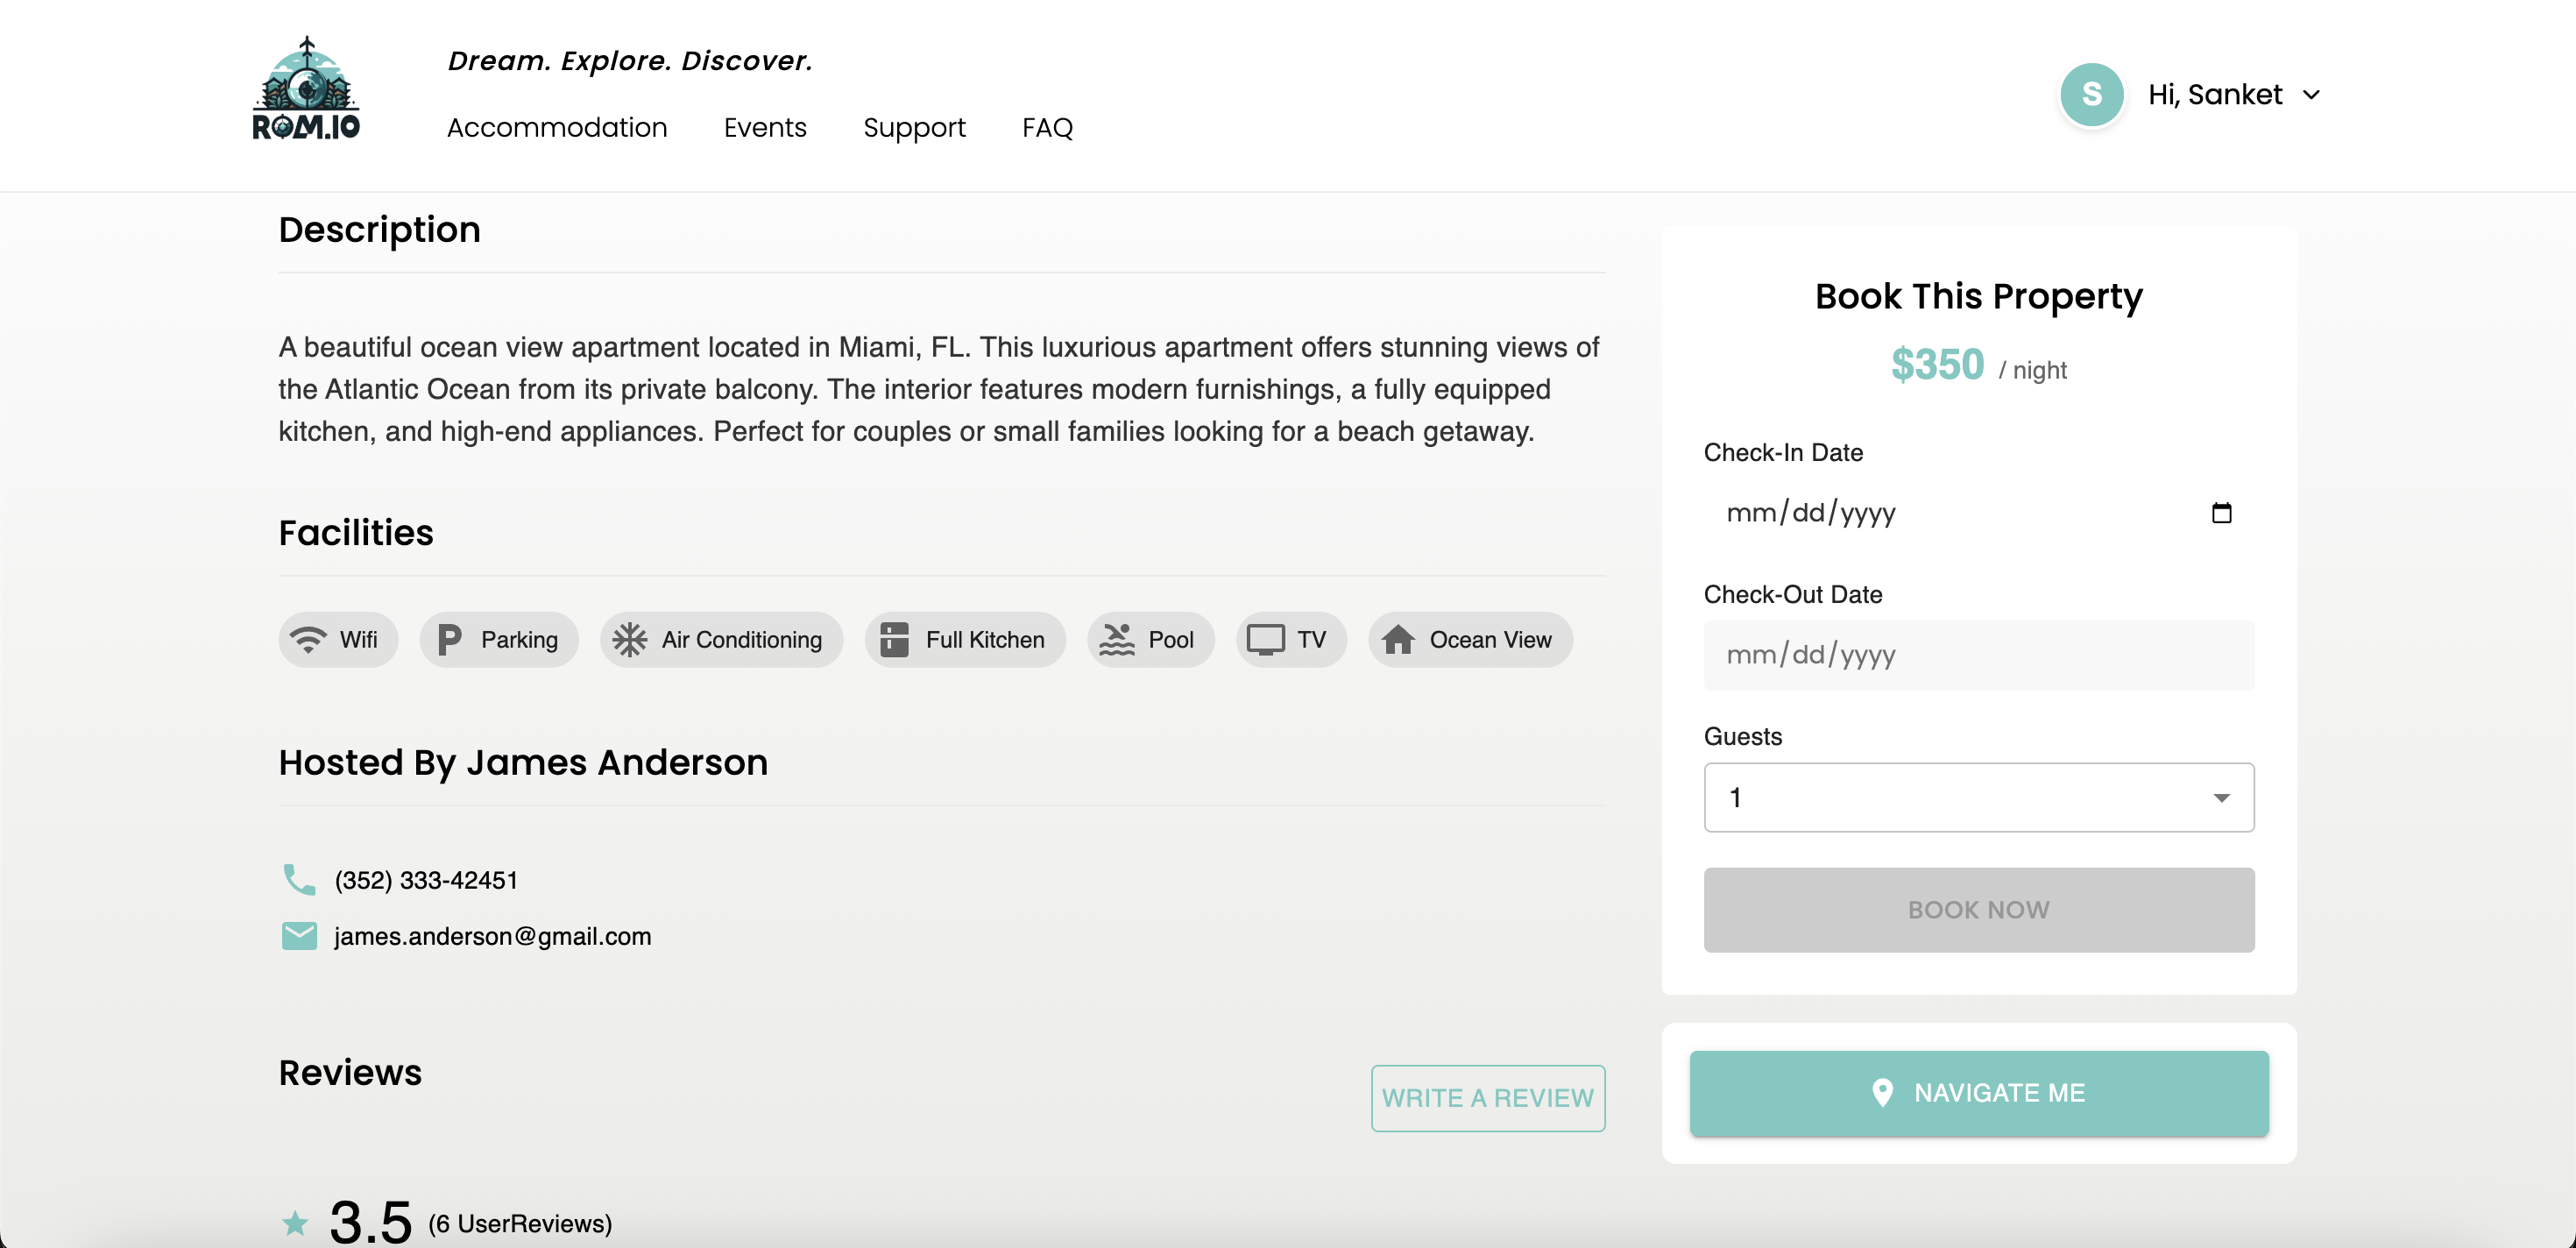 ROM.IO
Dream. Explore. Discover.
Accommodation Events Support FAQ
S Hi, Sanket
Description
A beautiful ocean view apartment located in Miami, FL. This luxurious apartment offers stunning views of
the Atlantic Ocean from its private balcony. The interior features modern furnishings, a fully equipped
kitchen, and high-end appliances. Perfect for couples or small families looking for a beach getaway.
Facilities
Wifi P Parking Air Conditioning Full Kitchen Pool TV Ocean View
Hosted By James Anderson
(352) 333-42451
james.anderson@gmail.com
Reviews
WRITE A REVIEW
3.5 (6 UserReviews)
Book This Property
$350 / night
Check-In Date
mm/dd/yyyy
Check-Out Date
mm/dd/yyyy
Guests
1
BOOK NOW
NAVIGATE ME